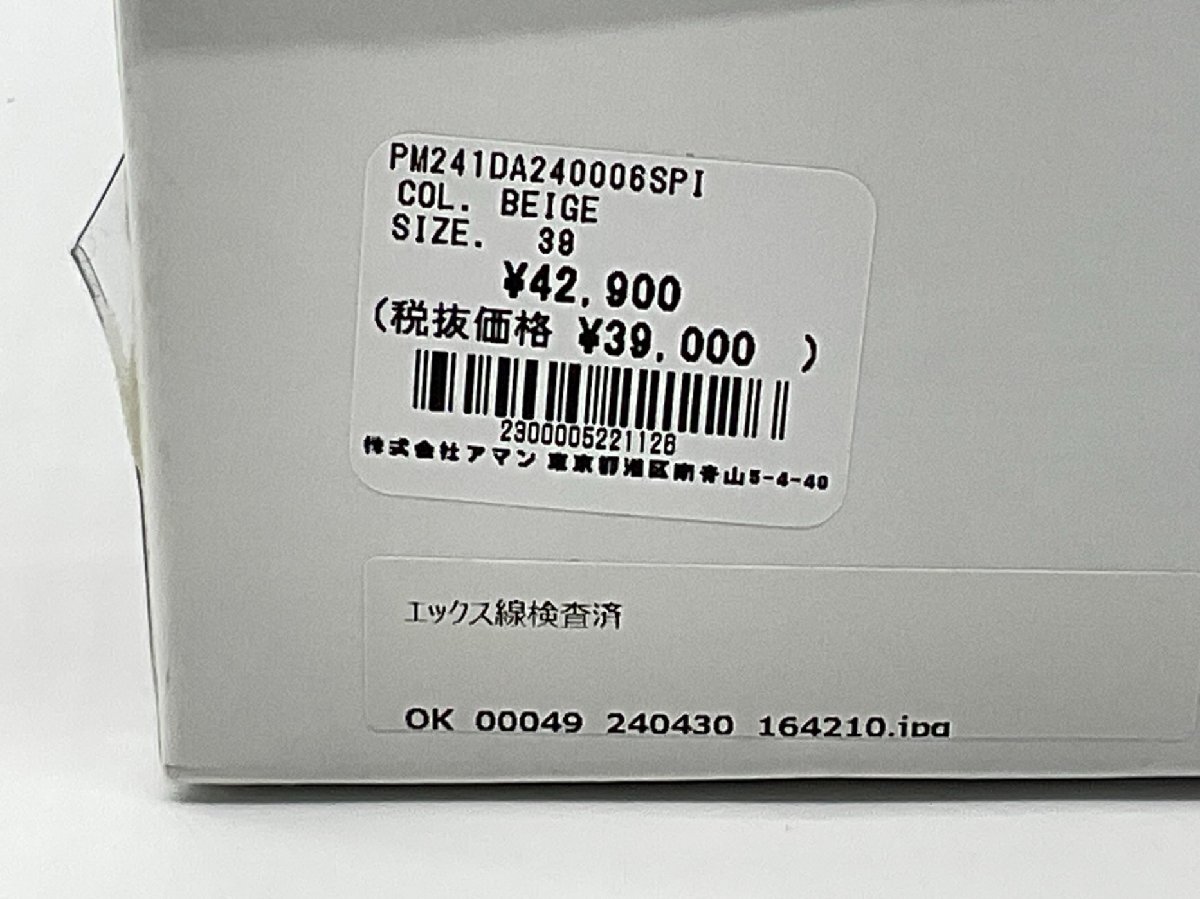 PM241DA240006SPI
COL. BEIGE
SIZE. 38
¥42,900
(税抜価格 ¥39,000 )
2300005221128
株式会社アマン 東京都港区南青山5-4-40
エックス線検査済
OK 00049 240430 164210.jpg